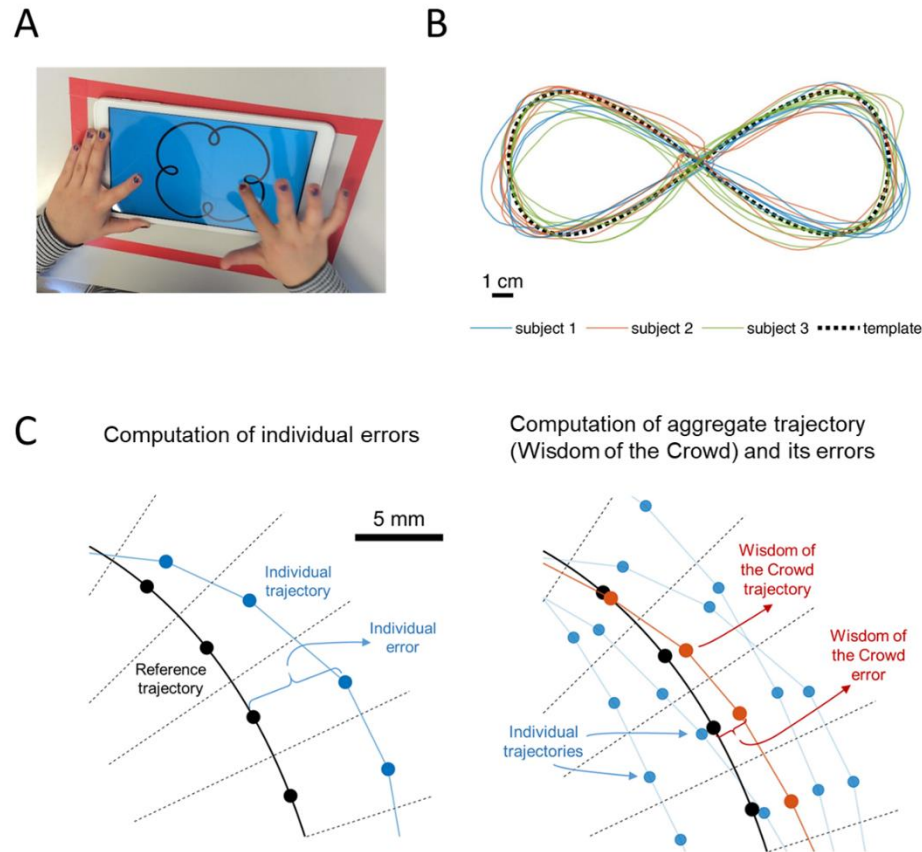 A
B
1 cm
subject 1 subject 2 subject 3 template
C
Computation of individual errors
Computation of aggregate trajectory
(Wisdom of the Crowd) and its errors
5 mm
Individual
trajectory
Individual
error
Reference
trajectory
Wisdom of
the Crowd
trajectory
Wisdom of
the Crowd
error
Individual
trajectories